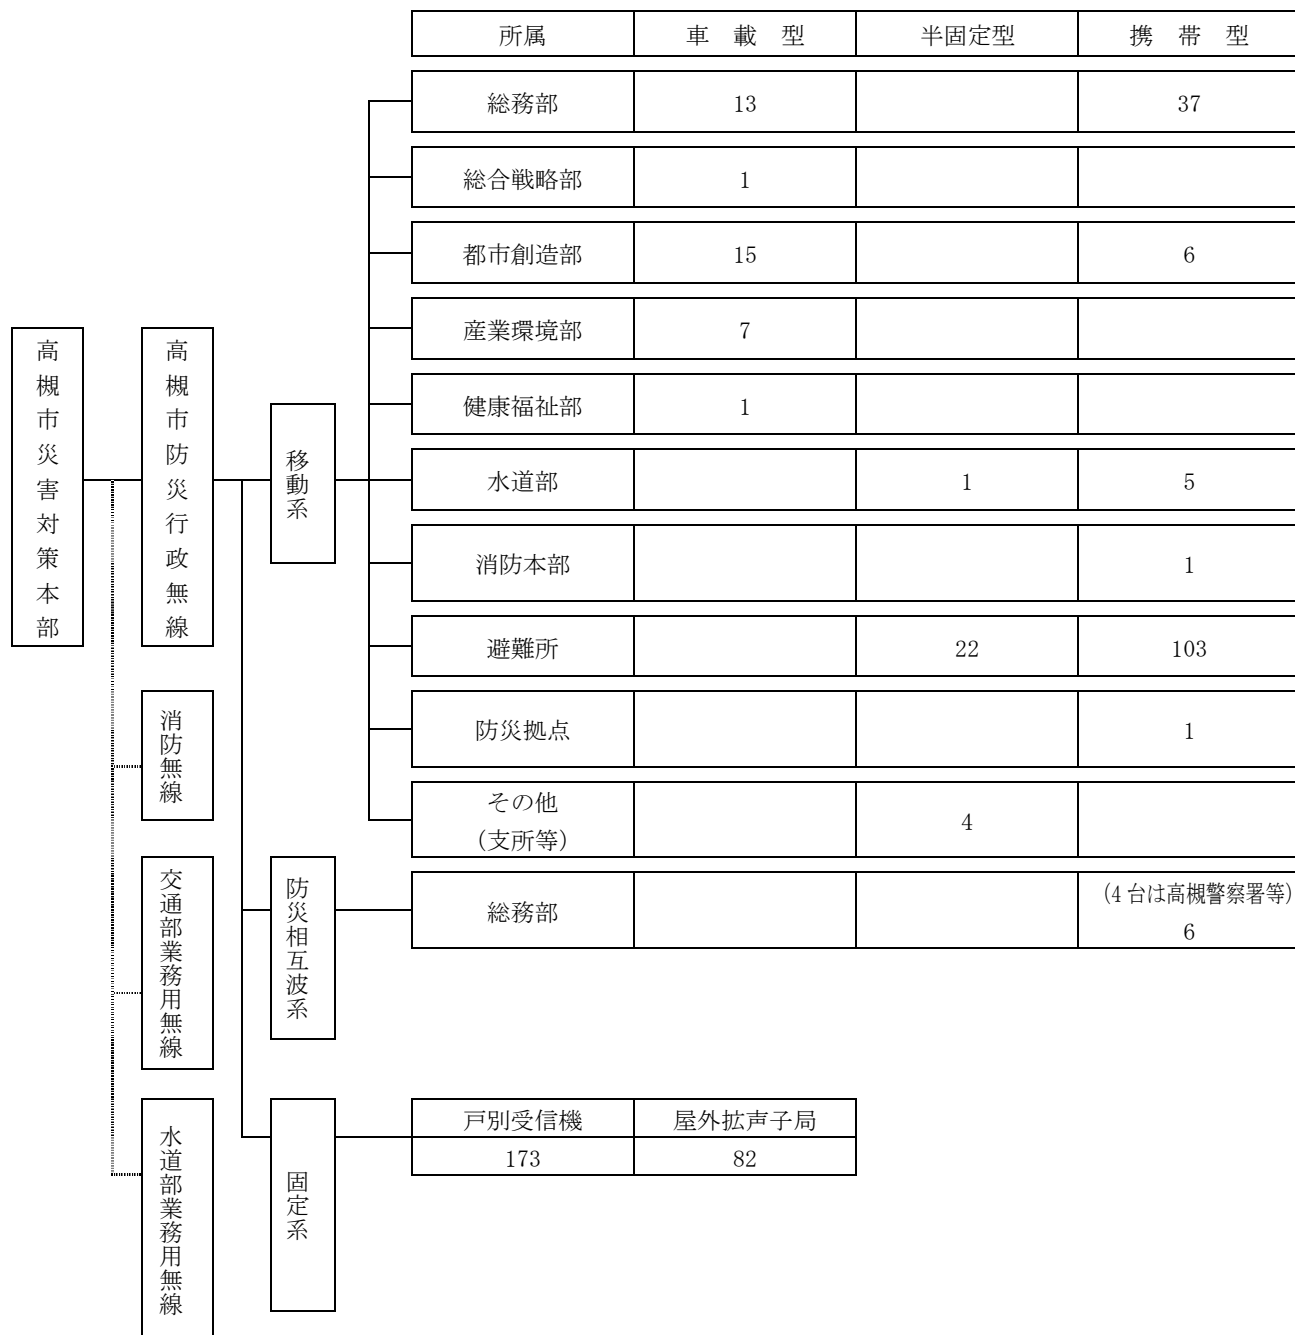 所属 車載型 半固定型 携帯型
総務部 13 37
総合戦略部 1
都市創造部 15 6
産業環境部 7
健康福祉部 1
水道部 1 5
消防本部 1
避難所 22 103
防災拠点 1
その他
(支所等)
4
総務部
(4台は高槻警察署等)
6
戸別受信機 屋外拡声子局
173 82
高槻市災害対策本部
高槻市防災行政無線
消防無線
交通部業務用無線
水道部業務用無線
移動系
防災相互波系
固定系